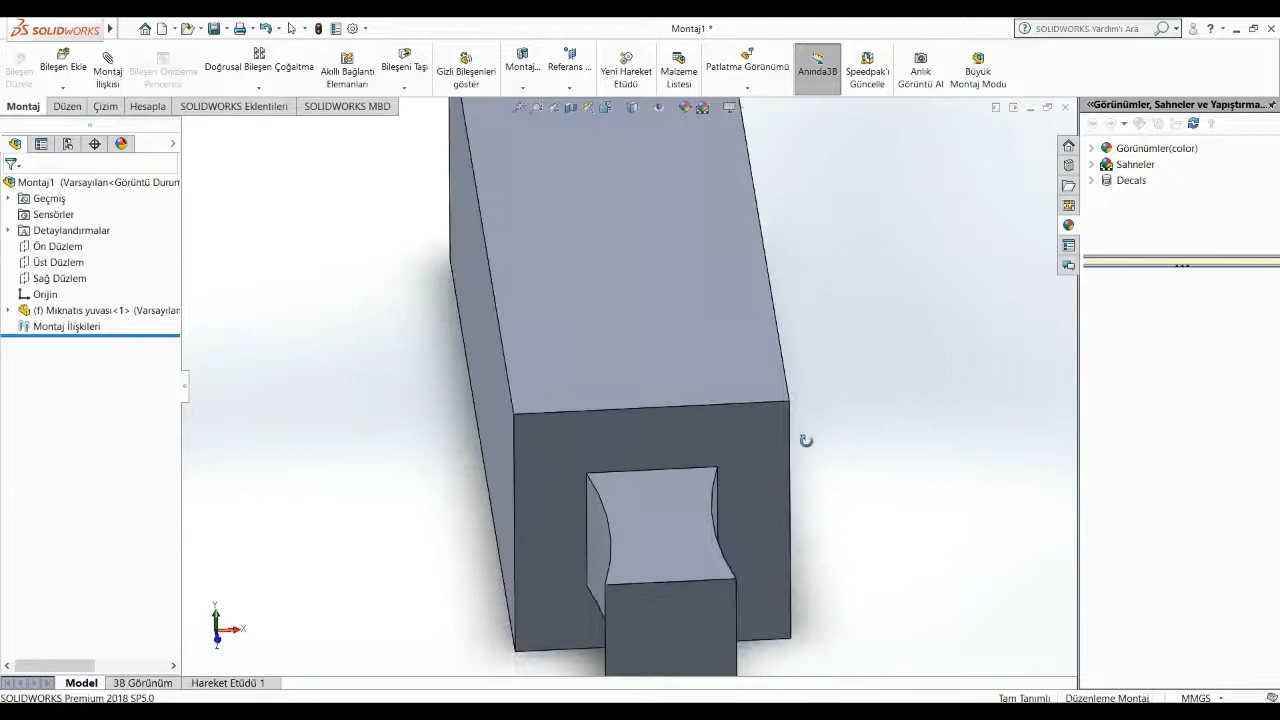 SOLIDWORKS
Montaj1 *
SOLIDWORKS Yardım'ı Ara
Bileşen Düzenle
Bileşen Ekle
Montaj İlişkisi
Bileşen Önizleme Penceresi
Doğrusal Bileşen Çoğaltma
Akıllı Bağlantı Elemanları
Bileşeni Taşı
Gizli Bileşenleri göster
Montaj...
Referans ...
Yeni Hareket Etüdü
Malzeme Listesi
Patlatma Görünümü
Anında3B
Speedpak'ı Güncelle
Anlık Görüntü Al
Büyük Montaj Modu
Montaj
Düzen
Çizim
Hesapla
SOLIDWORKS Eklentileri
SOLIDWORKS MBD
Montaj1 (Varsayılan<Görüntü Durum
Geçmiş
Sensörler
Detaylandırmalar
Ön Düzlem
Üst Düzlem
Sağ Düzlem
Orijin
(f) Mıknatıs yuvası<1> (Varsayılan
Montaj İlişkileri
«Görünümler, Sahneler ve Yapıştırma...
Görünümler(color)
Sahneler
Decals
Y
X
Z
Model
3B Görünüm
Hareket Etüdü 1
SOLIDWORKS Premium 2018 SP5.0
Tam Tanımlı
Düzenleme Montaj
MMGS